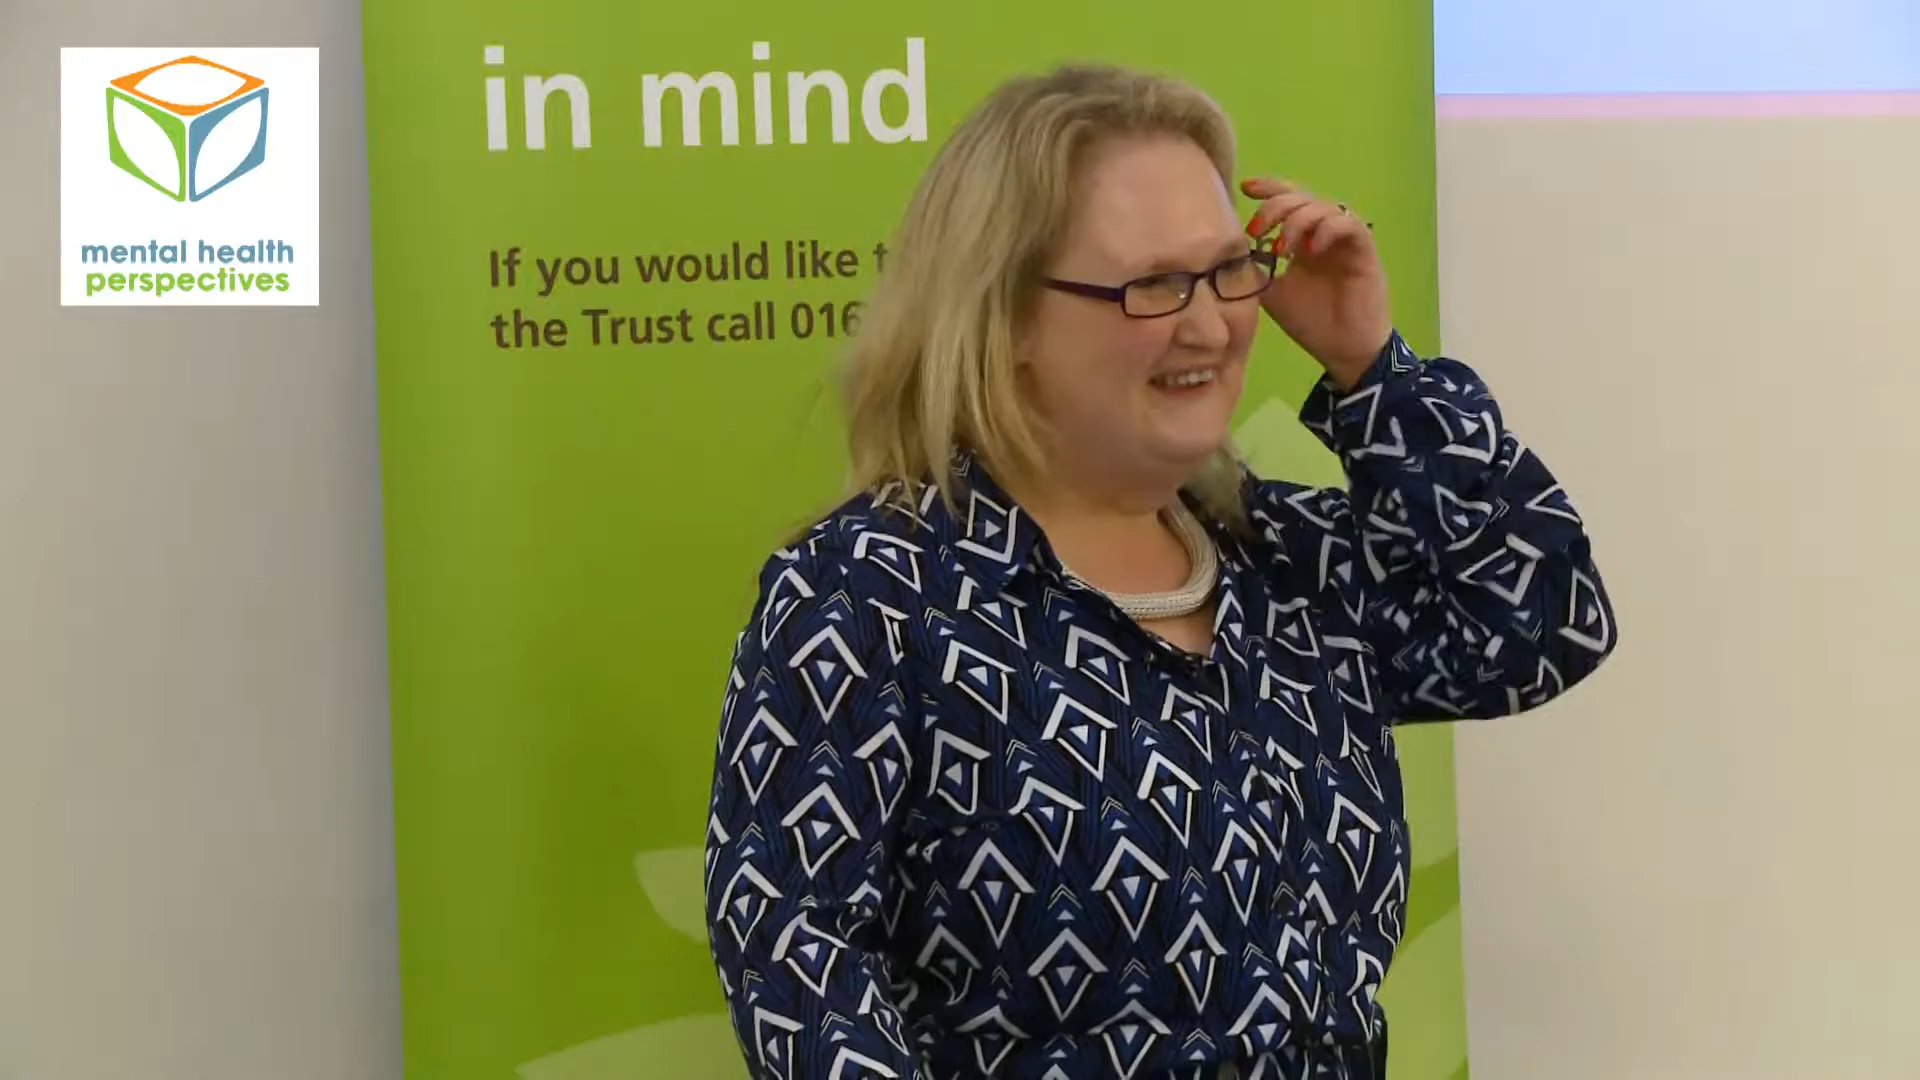 mental health
perspectives
in mind
If you would like
the Trust call 016